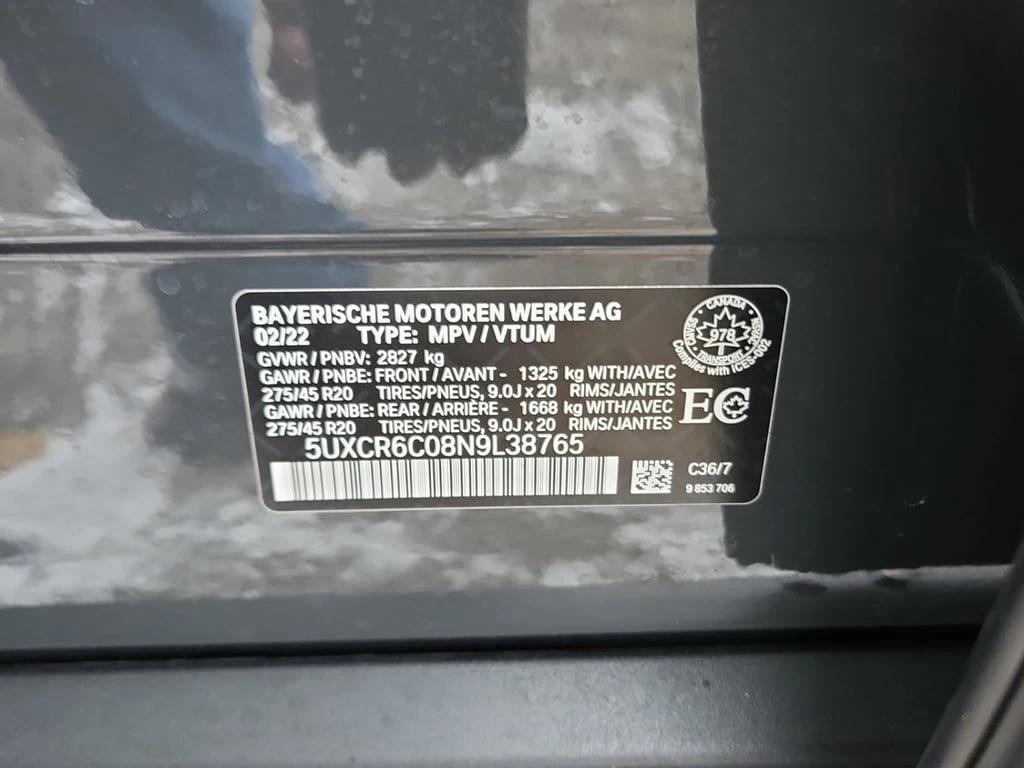 BAYERISCHE MOTOREN WERKE AG
02/22 TYPE: MPV / VTUM
GVWR / PNBV: 2827 kg
GAWR / PNBE: FRONT / AVANT - 1325 kg WITH/AVEC
275/45 R20 TIRES/PNEUS, 9.0J x 20 RIMS/JANTES
GAWR / PNBE: REAR / ARRIÈRE - 1668 kg WITH/AVEC
275/45 R20 TIRES/PNEUS, 9.0J x 20 RIMS/JANTES
5UXCR6C08N9L38765
CANADA
978
TRANSPORT
CMVSS
NSVAC
Complies with ICES-002
EC
C36/7
9 853 706